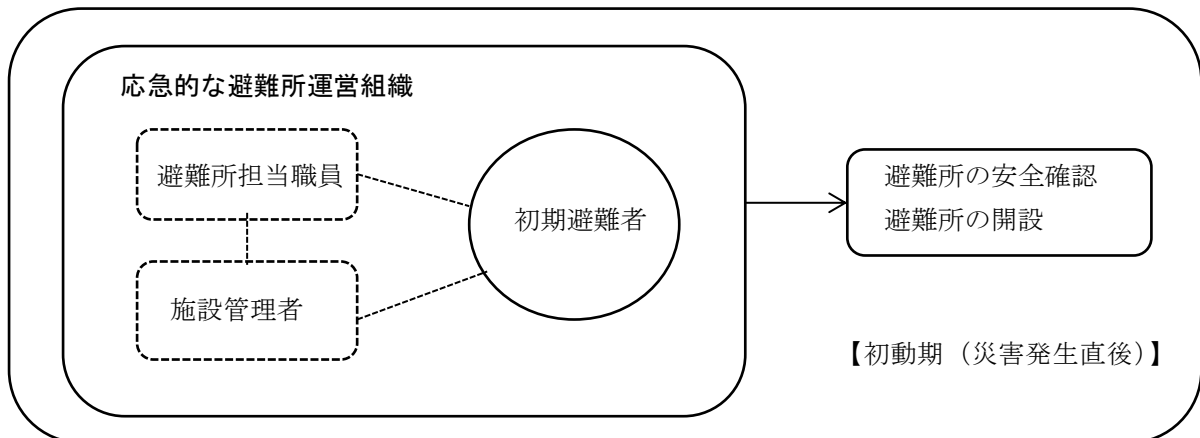 応急的な避難所運営組織
避難所担当職員
初期避難者
施設管理者
避難所の安全確認
避難所の開設
【初動期（災害発生直後）】